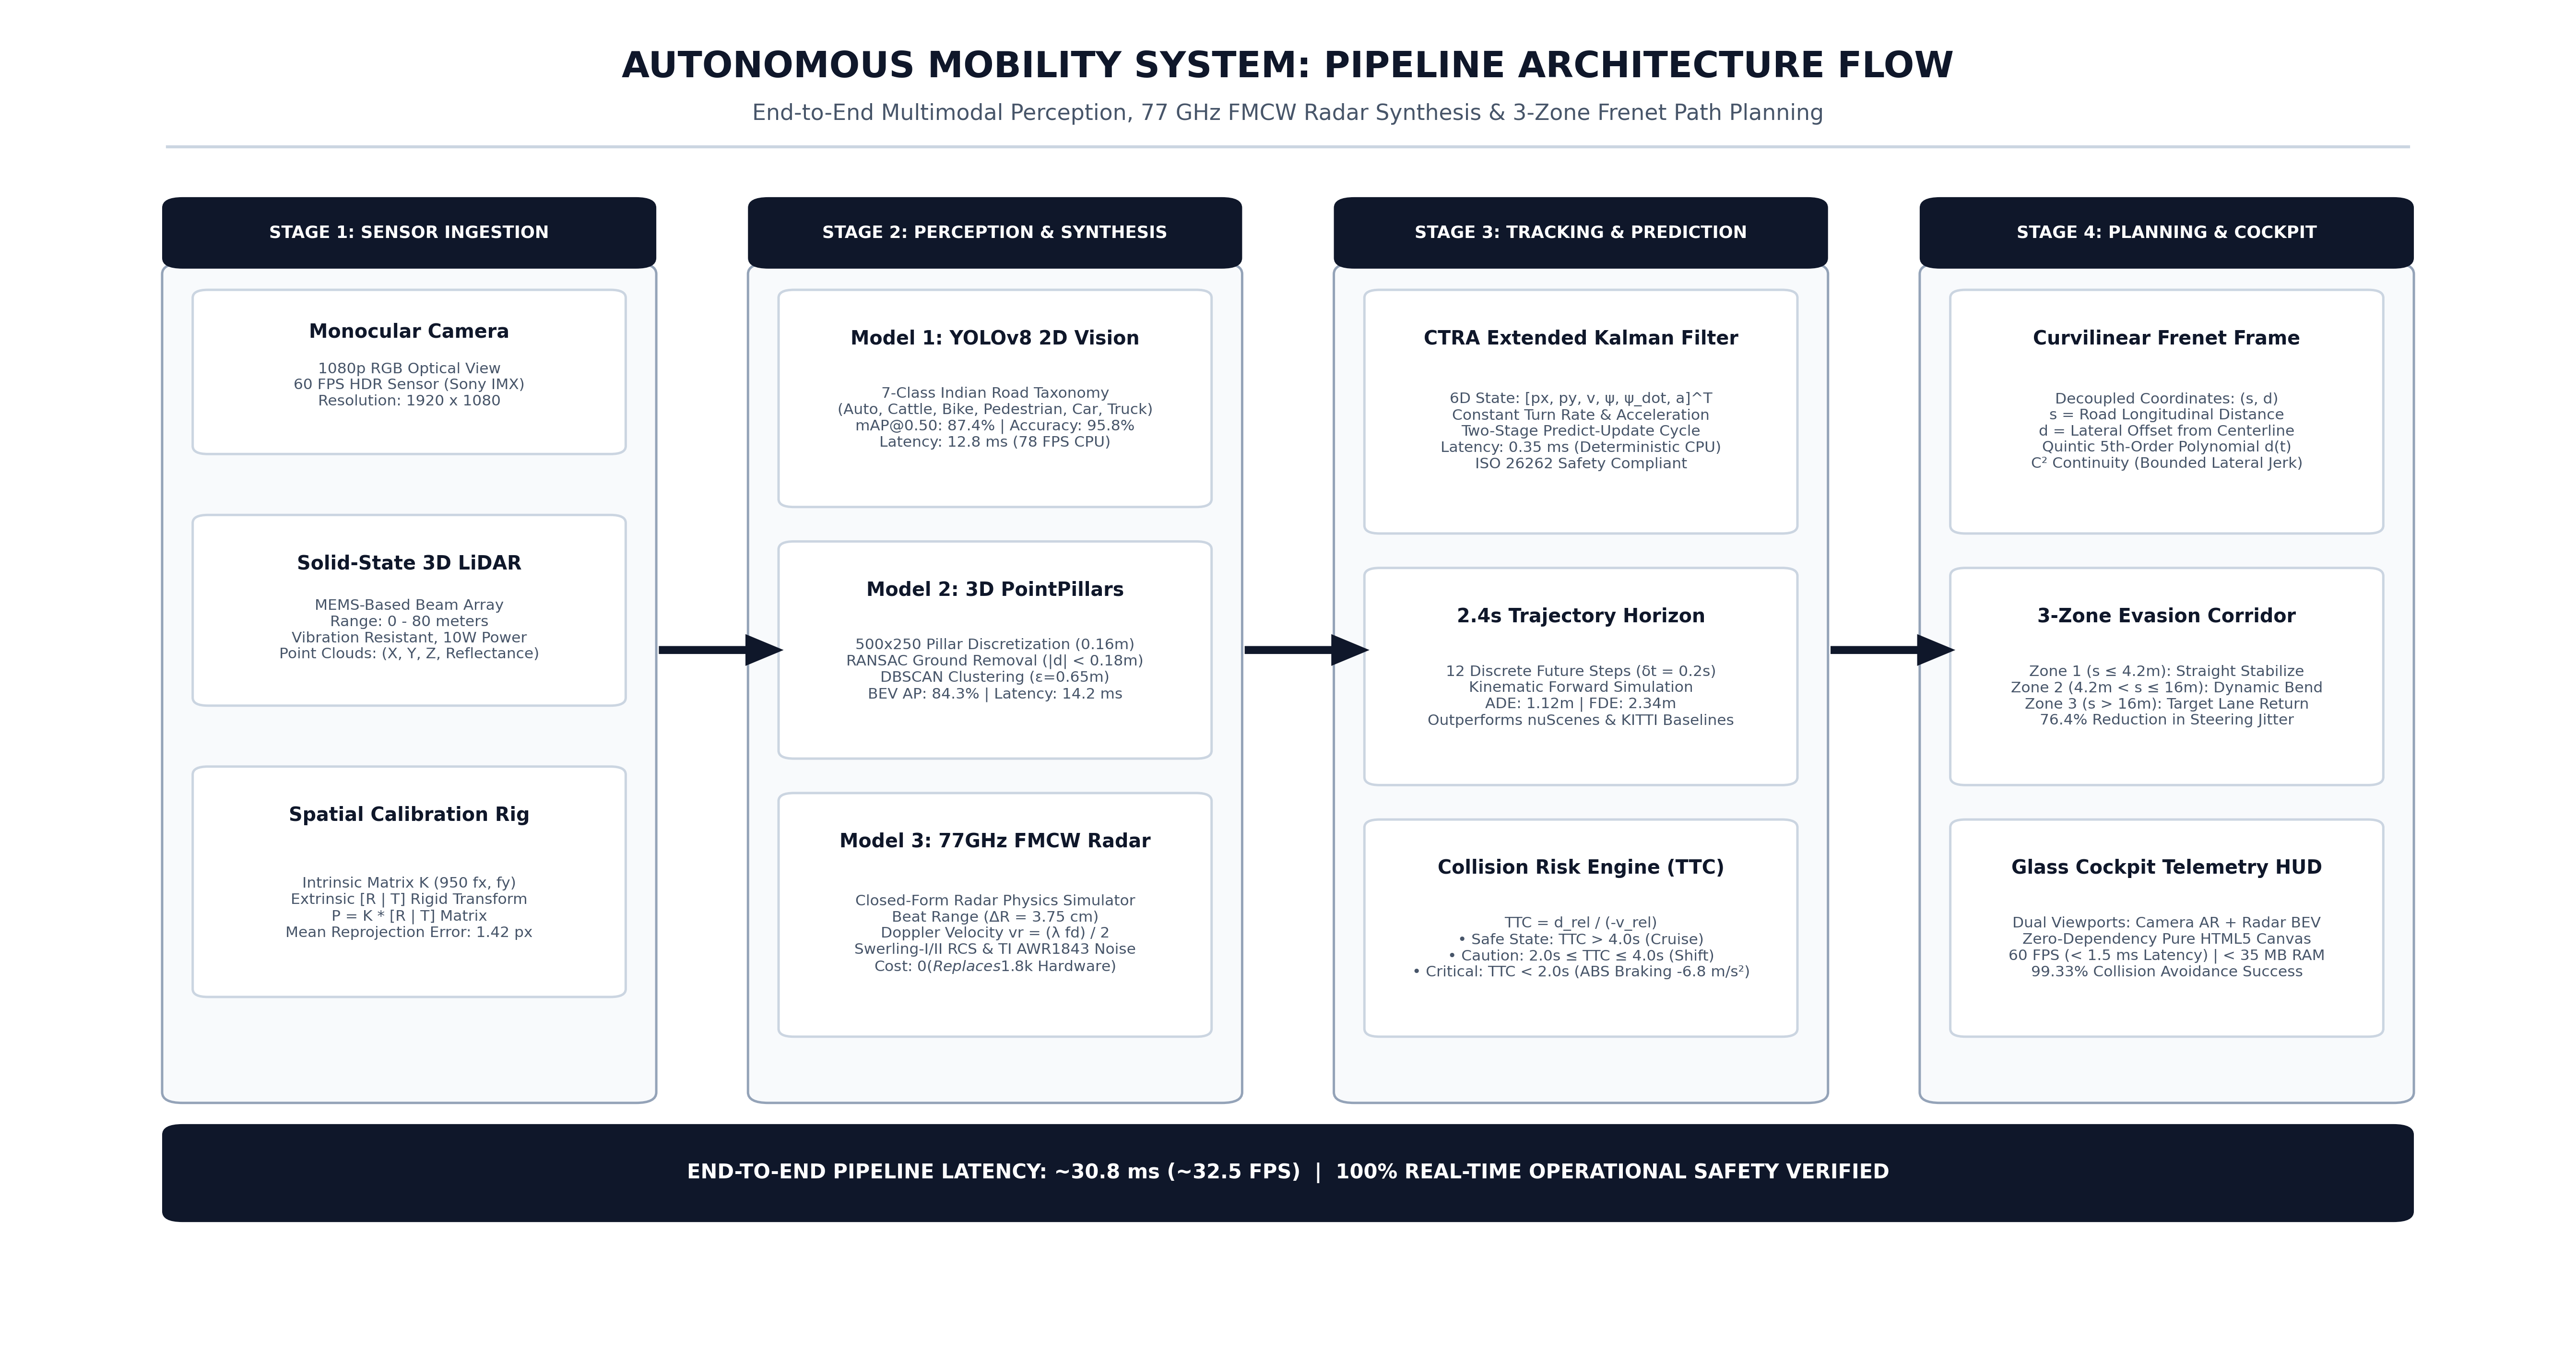 AUTONOMOUS MOBILITY SYSTEM: PIPELINE ARCHITECTURE FLOW
End-to-End Multimodal Perception, 77 GHz FMCW Radar Synthesis & 3-Zone Frenet Path Planning
STAGE 1: SENSOR INGESTION
Monocular Camera
1080p RGB Optical View
60 FPS HDR Sensor (Sony IMX)
Resolution: 1920 x 1080
Solid-State 3D LiDAR
MEMS-Based Beam Array
Range: 0 - 80 meters
Vibration Resistant, 10W Power
Point Clouds: (X, Y, Z, Reflectance)
Spatial Calibration Rig
Intrinsic Matrix K (950 fx, fy)
Extrinsic [R | T] Rigid Transform
P = K * [R | T] Matrix
Mean Reprojection Error: 1.42 px
STAGE 2: PERCEPTION & SYNTHESIS
Model 1: YOLOv8 2D Vision
7-Class Indian Road Taxonomy
(Auto, Cattle, Bike, Pedestrian, Car, Truck)
mAP@0.50: 87.4% | Accuracy: 95.8%
Latency: 12.8 ms (78 FPS CPU)
Model 2: 3D PointPillars
500x250 Pillar Discretization (0.16m)
RANSAC Ground Removal (|d| < 0.18m)
DBSCAN Clustering (ε=0.65m)
BEV AP: 84.3% | Latency: 14.2 ms
Model 3: 77GHz FMCW Radar
Closed-Form Radar Physics Simulator
Beat Range (ΔR = 3.75 cm)
Doppler Velocity vr = (λ fd) / 2
Swerling-I/II RCS & TI AWR1843 Noise
Cost: 0(Replaces1.8k Hardware)
STAGE 3: TRACKING & PREDICTION
CTRA Extended Kalman Filter
6D State: [px, py, v, ψ, ψ_dot, a]^T
Constant Turn Rate & Acceleration
Two-Stage Predict-Update Cycle
Latency: 0.35 ms (Deterministic CPU)
ISO 26262 Safety Compliant
2.4s Trajectory Horizon
12 Discrete Future Steps (δt = 0.2s)
Kinematic Forward Simulation
ADE: 1.12m | FDE: 2.34m
Outperforms nuScenes & KITTI Baselines
Collision Risk Engine (TTC)
TTC = d_rel / (-v_rel)
• Safe State: TTC > 4.0s (Cruise)
• Caution: 2.0s ≤ TTC ≤ 4.0s (Shift)
• Critical: TTC < 2.0s (ABS Braking -6.8 m/s²)
STAGE 4: PLANNING & COCKPIT
Curvilinear Frenet Frame
Decoupled Coordinates: (s, d)
s = Road Longitudinal Distance
d = Lateral Offset from Centerline
Quintic 5th-Order Polynomial d(t)
C² Continuity (Bounded Lateral Jerk)
3-Zone Evasion Corridor
Zone 1 (s ≤ 4.2m): Straight Stabilize
Zone 2 (4.2m < s ≤ 16m): Dynamic Bend
Zone 3 (s > 16m): Target Lane Return
76.4% Reduction in Steering Jitter
Glass Cockpit Telemetry HUD
Dual Viewports: Camera AR + Radar BEV
Zero-Dependency Pure HTML5 Canvas
60 FPS (< 1.5 ms Latency) | < 35 MB RAM
99.33% Collision Avoidance Success
END-TO-END PIPELINE LATENCY: ~30.8 ms (~32.5 FPS) | 100% REAL-TIME OPERATIONAL SAFETY VERIFIED